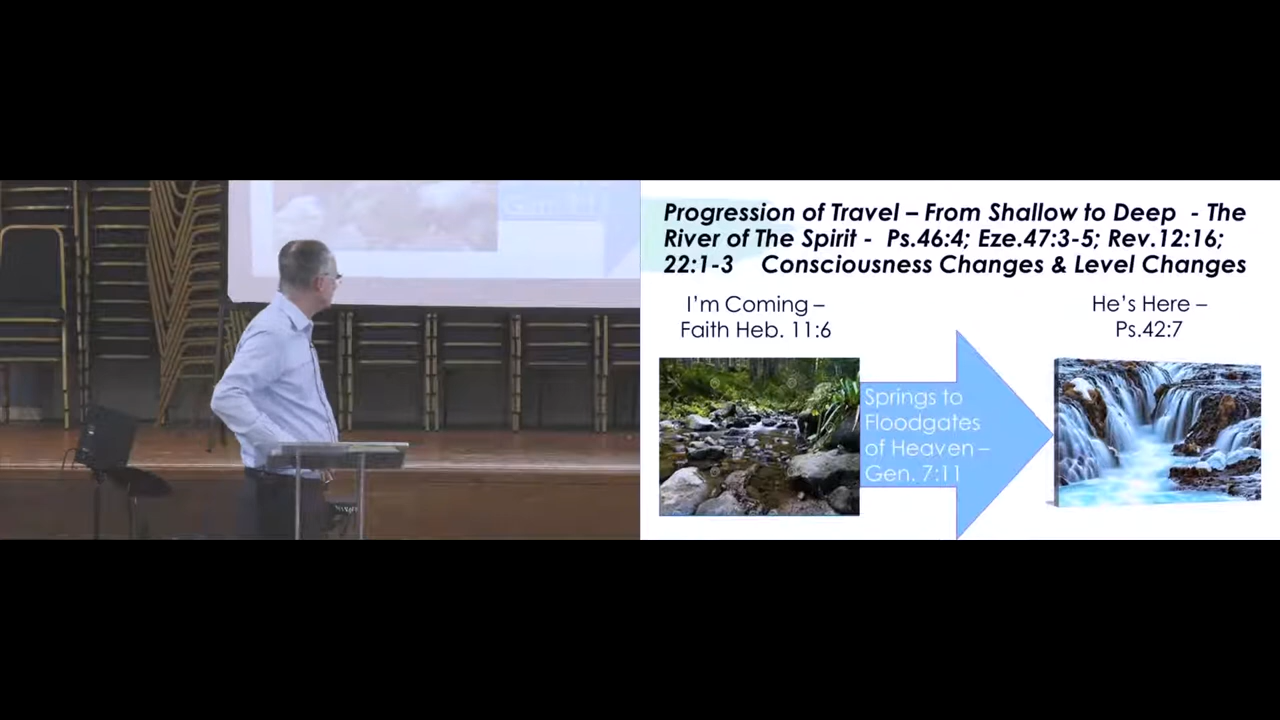 Progression of Travel – From Shallow to Deep - The
River of The Spirit - Ps.46:4; Eze.47:3-5; Rev.12:16;
22:1-3 Consciousness Changes & Level Changes
I'm Coming –
Faith Heb. 11:6
He's Here –
Ps.42:7
Springs to
Floodgates
of Heaven –
Gen. 7:11